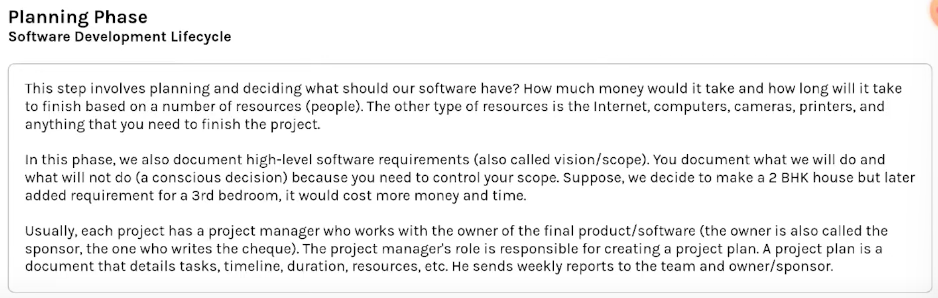 Planning Phase
Software Development Lifecycle
This step involves planning and deciding what should our software have? How much money would it take and how long will it take
to finish based on a number of resources (people). The other type of resources is the Internet, computers, cameras, printers, and
anything that you need to finish the project.
In this phase, we also document high-level software requirements (also called vision/scope). You document what we will do and
what will not do (a conscious decision) because you need to control your scope. Suppose, we decide to make a 2 BHK house but later
added requirement for a 3rd bedroom, it would cost more money and time.
Usually, each project has a project manager who works with the owner of the final product/software (the owner is also called the
sponsor, the one who writes the cheque). The project manager's role is responsible for creating a project plan. A project plan is a
document that details tasks, timeline, duration, resources, etc. He sends weekly reports to the team and owner/sponsor.